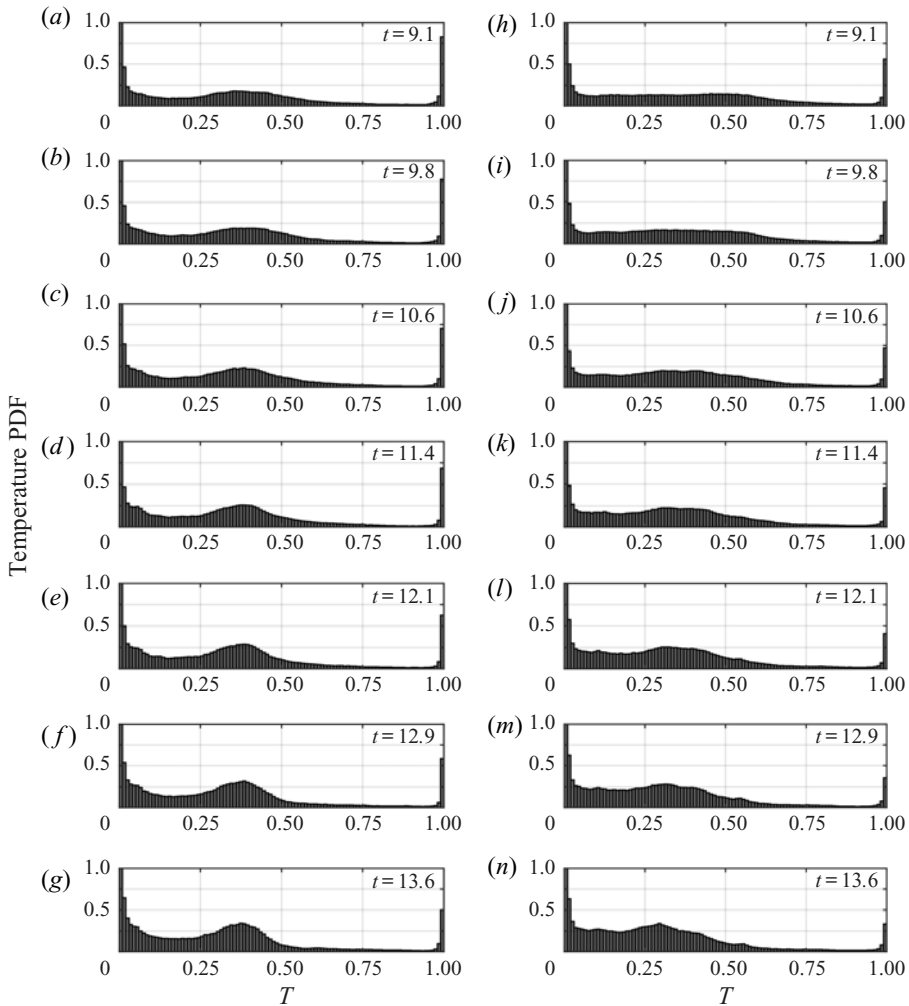 (a) 1.0 t = 9.1 (h) 1.0 t = 9.1
0.5 0.5
0 0.25 0.50 0.75 1.00 0 0.25 0.50 0.75 1.00
(b) 1.0 t = 9.8 (i) 1.0 t = 9.8
0.5 0.5
0 0.25 0.50 0.75 1.00 0 0.25 0.50 0.75 1.00
(c) 1.0 t = 10.6 (j) 1.0 t = 10.6
0.5 0.5
0 0.25 0.50 0.75 1.00 0 0.25 0.50 0.75 1.00
Temperature PDF
(d) 1.0 t = 11.4 (k) 1.0 t = 11.4
0.5 0.5
0 0.25 0.50 0.75 1.00 0 0.25 0.50 0.75 1.00
(e) 1.0 t = 12.1 (l) 1.0 t = 12.1
0.5 0.5
0 0.25 0.50 0.75 1.00 0 0.25 0.50 0.75 1.00
(f) 1.0 t = 12.9 (m) 1.0 t = 12.9
0.5 0.5
0 0.25 0.50 0.75 1.00 0 0.25 0.50 0.75 1.00
(g) 1.0 t = 13.6 (n) 1.0 t = 13.6
0.5 0.5
0 0.25 0.50 0.75 1.00 0 0.25 0.50 0.75 1.00
T T